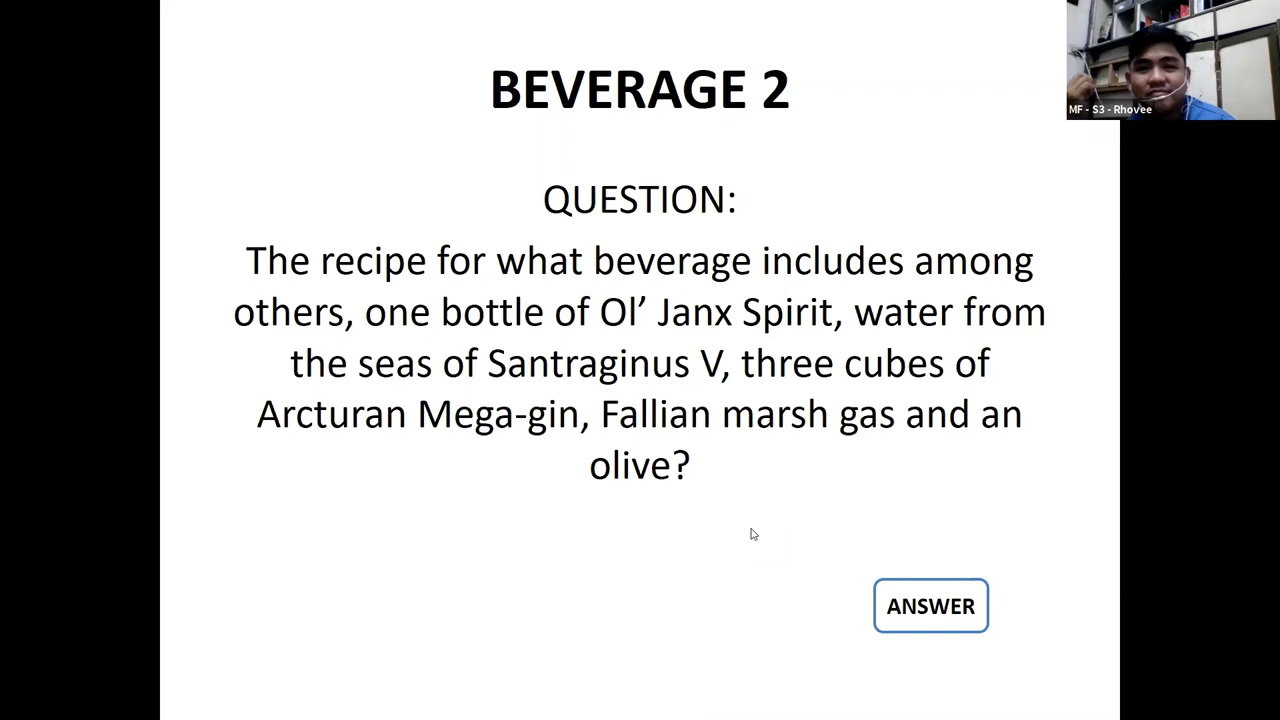 BEVERAGE 2
MF - S3 - Rhovee
QUESTION:
The recipe for what beverage includes among
others, one bottle of Ol’ Janx Spirit, water from
the seas of Santraginus V, three cubes of
Arcturan Mega-gin, Fallian marsh gas and an
olive?
ANSWER